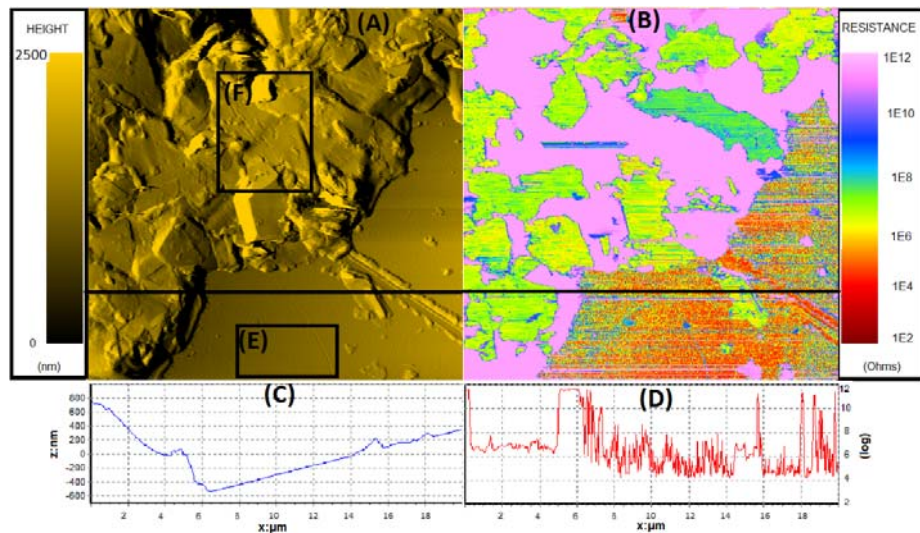 HEIGHT
2500
0
(nm)
(A)
(F)
(E)
(B)
RESISTANCE
1E12
1E10
1E8
1E6
1E4
1E2
(Ohms)
(C)
z:nm
800
600
400
200
0
-200
-400
-600
2 4 6 8 10 12 14 16 18
x:µm
(D)
12
10
8
6
4
2
(log)
2 4 6 8 10 12 14 16 18
x:µm